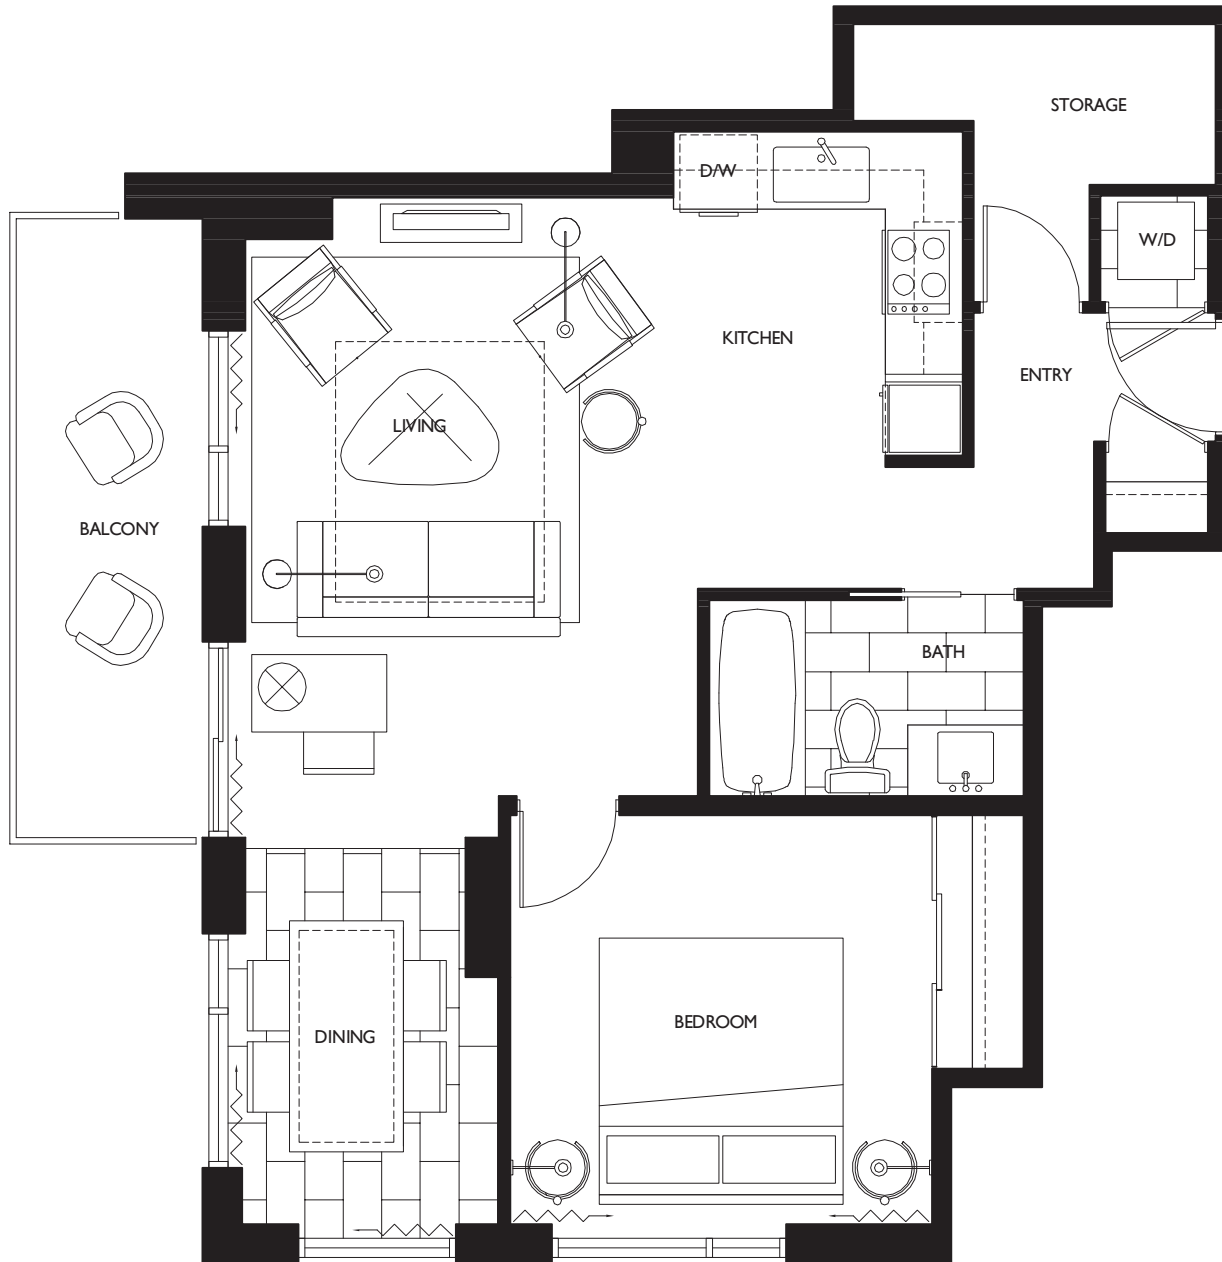 STORAGE
D/W
W/D
KITCHEN
ENTRY
LIVING
BALCONY
BATH
BEDROOM
DINING